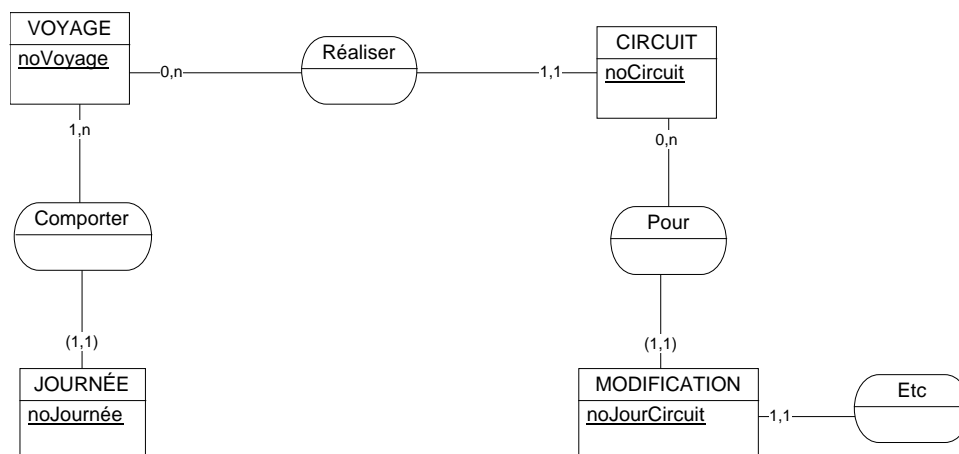 VOYAGE
noVoyage
0,n
Réaliser
1,1
CIRCUIT
noCircuit
1,n
0,n
Comporter
Pour
(1,1)
(1,1)
JOURNÉE
noJournée
MODIFICATION
noJourCircuit
1,1
Etc